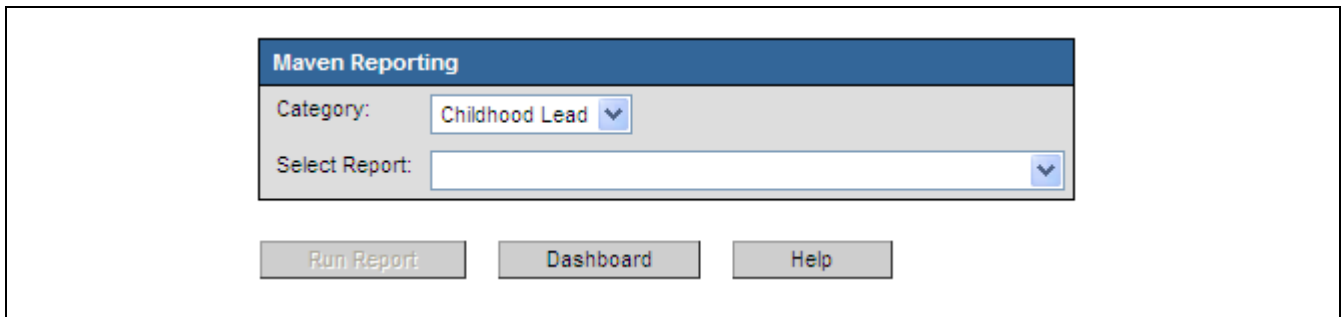 Maven Reporting
Category: Childhood Lead
Select Report:
Run Report Dashboard Help